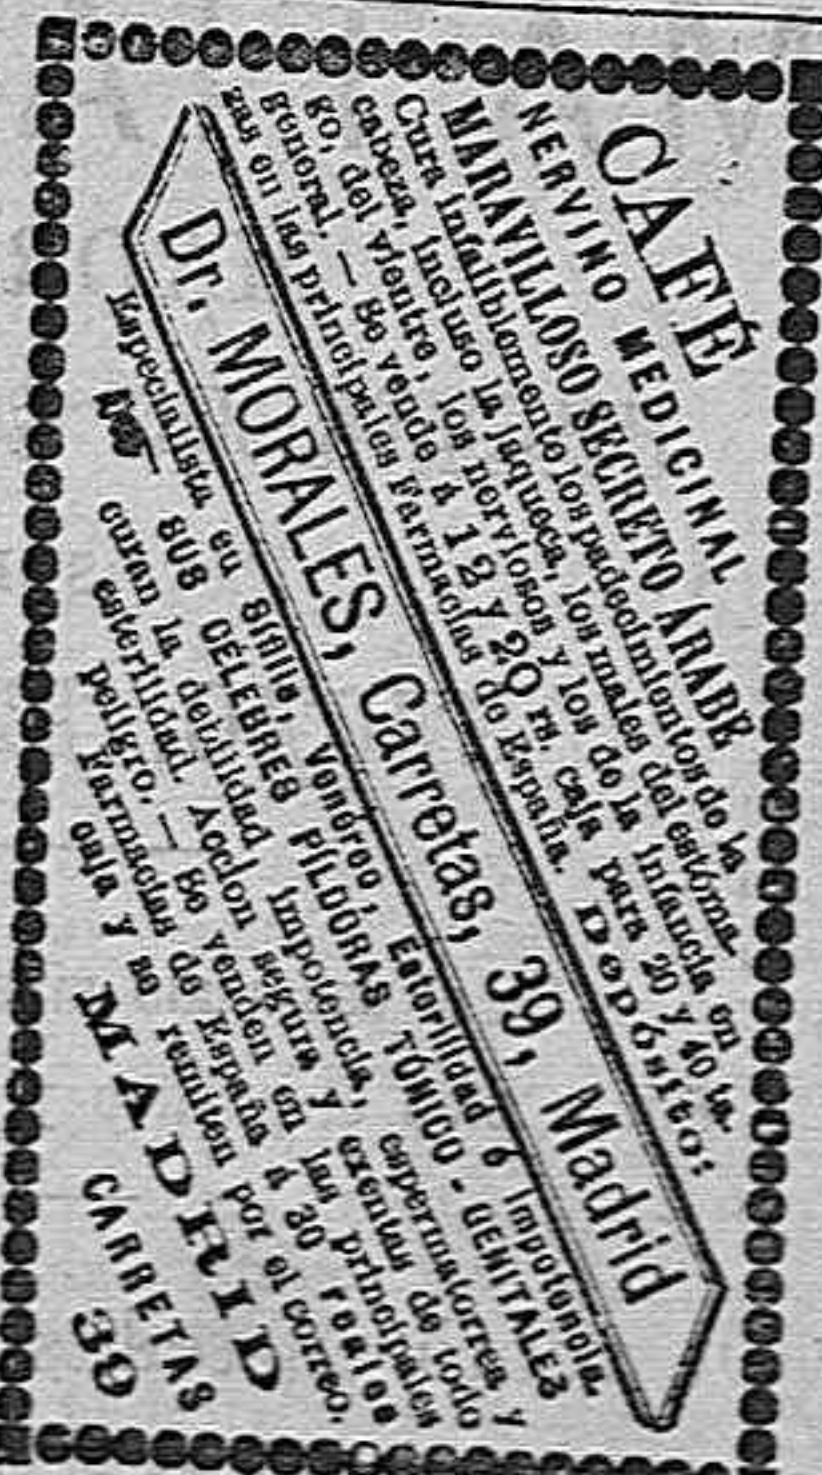 CAFÉ
NERVINO MEDICINAL
MARAVILLOSO SECRETO ÁRABE
Cura infaliblemente los padecimientos de la
cabeza, incluso la jaqueca, los males del estóma-
go, del vientre, los nerviosos y los de la infancia en
general. — Se vende á 12 y 20 rs. caja para 20 y 40 ta-
zas en las principales Farmacias de España. Depósito:
Dr. MORALES, Carretas, 39, Madrid
Especialista en Sífilis, Venéreo, Esterilidad é Impotencia.
SUS CÉLEBRES PÍLDORAS TÓNICO-GENITALES
curan la debilidad, impotencia, espermatorrea y
esterilidad. Accion segura y exentas de todo
peligro. — Se venden en las principales
Farmacias de España á 30 reales
caja y se remiten por el correo.
MADRID
CARRETAS
39